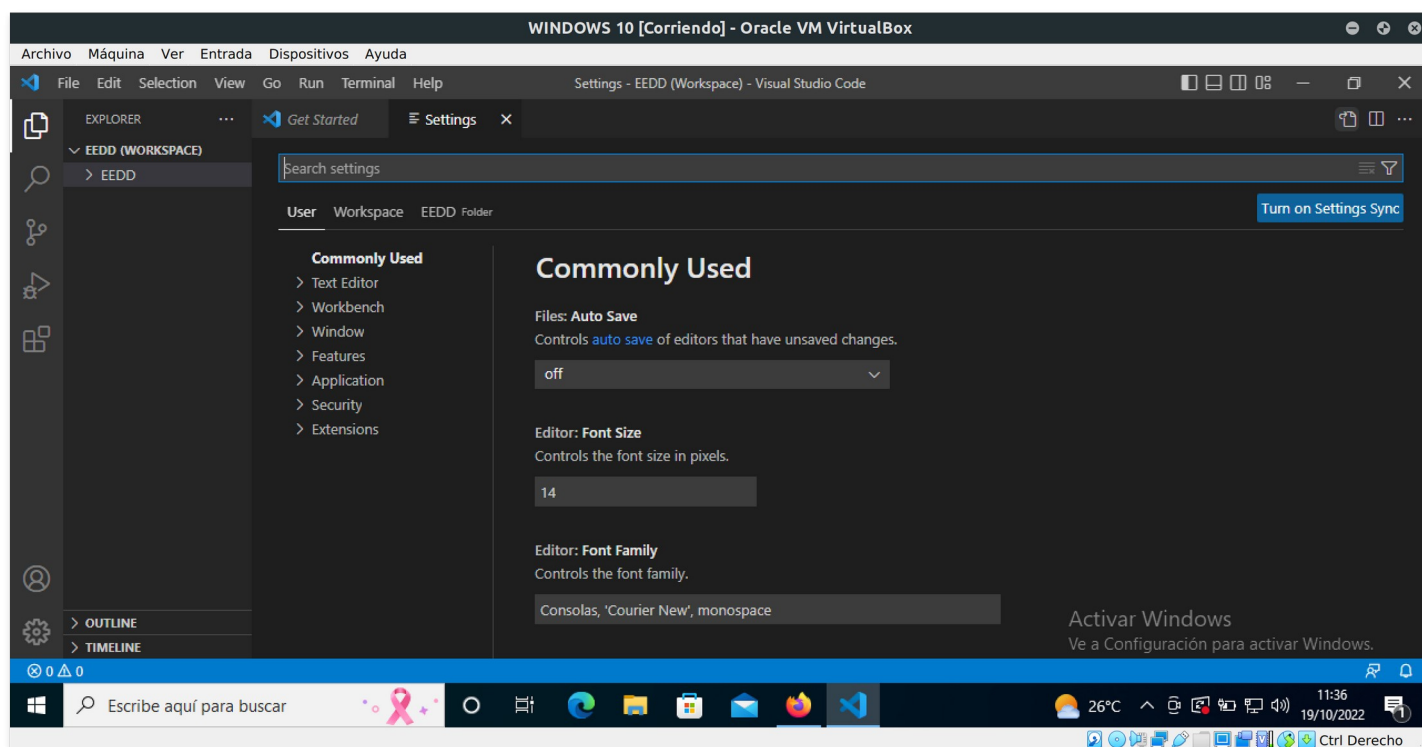 WINDOWS 10 [Corriendo] - Oracle VM VirtualBox
Archivo Máquina Ver Entrada Dispositivos Ayuda
File Edit Selection View Go Run Terminal Help Settings - EEDD (Workspace) - Visual Studio Code
EXPLORER ... Get Started Settings
EEDD (WORKSPACE)
EEDD
Search settings
User Workspace EEDD Folder
Turn on Settings Sync
Commonly Used
Text Editor
Workbench
Window
Features
Application
Security
Extensions
Commonly Used
Files: Auto Save
Controls auto save of editors that have unsaved changes.
off
Editor: Font Size
Controls the font size in pixels.
14
Editor: Font Family
Controls the font family.
Consolas, 'Courier New', monospace
OUTLINE
TIMELINE
Activar Windows
Ve a Configuración para activar Windows.
0 0
Escribe aquí para buscar
26°C
11:36
19/10/2022
1
Ctrl Derecho